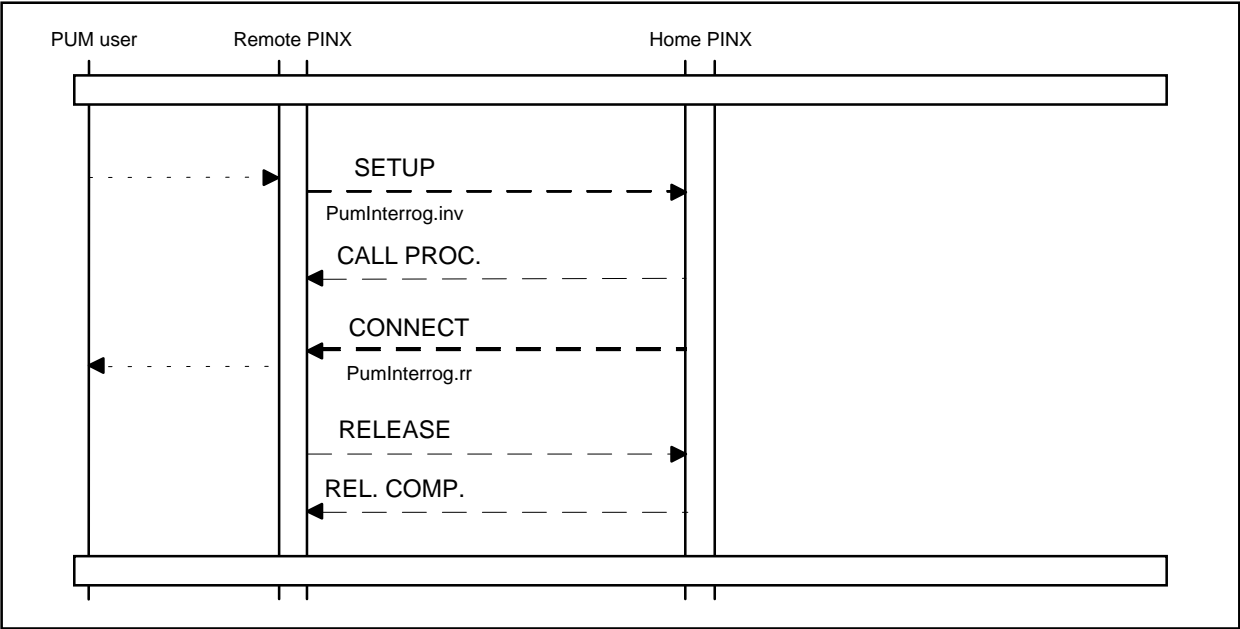 PUM user
Remote PINX
Home PINX
SETUP
PumInterrog.inv
CALL PROC.
CONNECT
PumInterrog.rr
RELEASE
REL. COMP.